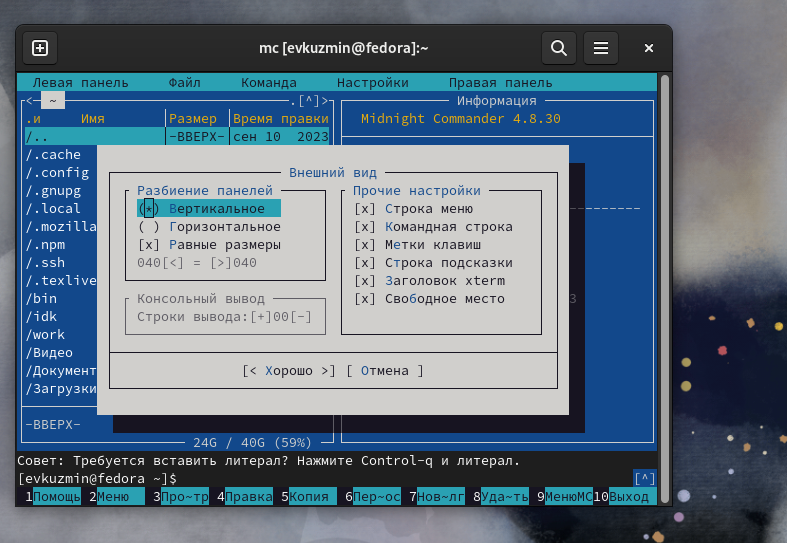 mc [evkuzmin@fedora]:~
Левая панель Файл Команда Настройки Правая панель
<- ~ .[^]> Информация
.и Имя Размер Время правки Midnight Commander 4.8.30
/.. -ВВЕРХ- сен 10 2023
/.cache
/.config
/.gnupg
/.local
/.mozilla
/.npm
/.ssh
/.texlive
/bin
/idk
/work
/Видео
/Документ
/Загрузки
Внешний вид
Разбиение панелей
(*) Вертикальное
( ) Горизонтальное
[x] Равные размеры
040[<] = [>]040
Консольный вывод
Строки вывода:[+]00[-]
Прочие настройки
[x] Строка меню
[x] Командная строка
[x] Метки клавиш
[x] Строка подсказки
[x] Заголовок xterm
[x] Свободное место
3
[< Хорошо >] [ Отмена ]
-ВВЕРХ-
24G / 40G (59%)
Совет: Требуется вставить литерал? Нажмите Control-q и литерал.
[evkuzmin@fedora ~]$ [^]
1Помощь 2Меню 3Про~тр 4Правка 5Копия 6Пер~ос 7Нов~лг 8Уда~ть 9МенюMC 10Выход